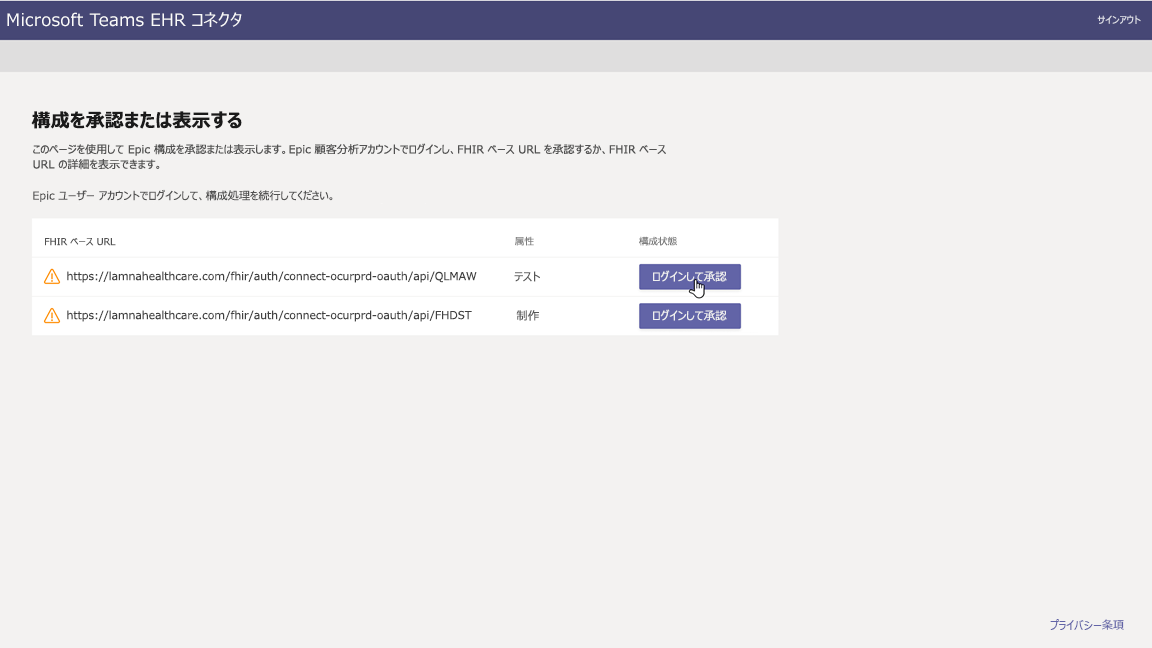 Microsoft Teams EHR コネクタ
サインアウト
構成を承認または表示する
このページを使用して Epic 構成を承認または表示します。Epic 顧客分析アカウントでログインし、FHIR ベース URL を承認するか、FHIR ベース
URL の詳細を表示できます。
Epic ユーザー アカウントでログインして、構成処理を続行してください。
FHIR ベース URL 属性 構成状態
https://lamnahealthcare.com/fhir/auth/connect-ocurprd-oauth/api/QLMAW テスト ログインして承認
https://lamnahealthcare.com/fhir/auth/connect-ocurprd-oauth/api/FHDST 制作 ログインして承認
プライバシー条項